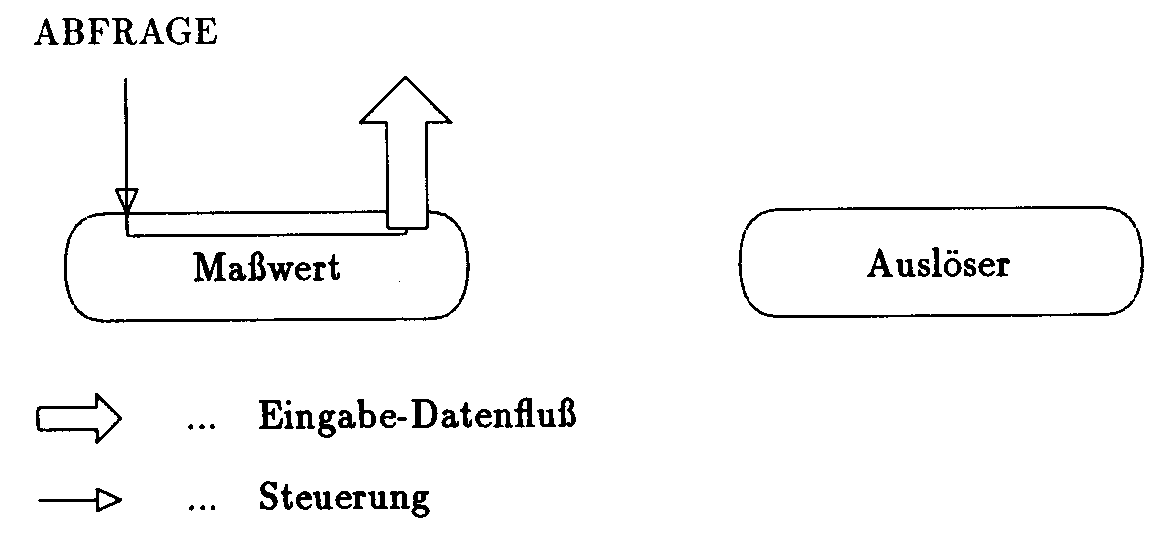 ABFRAGE
Maßwert
Auslöser
... Eingabe-Datenfluß
... Steuerung